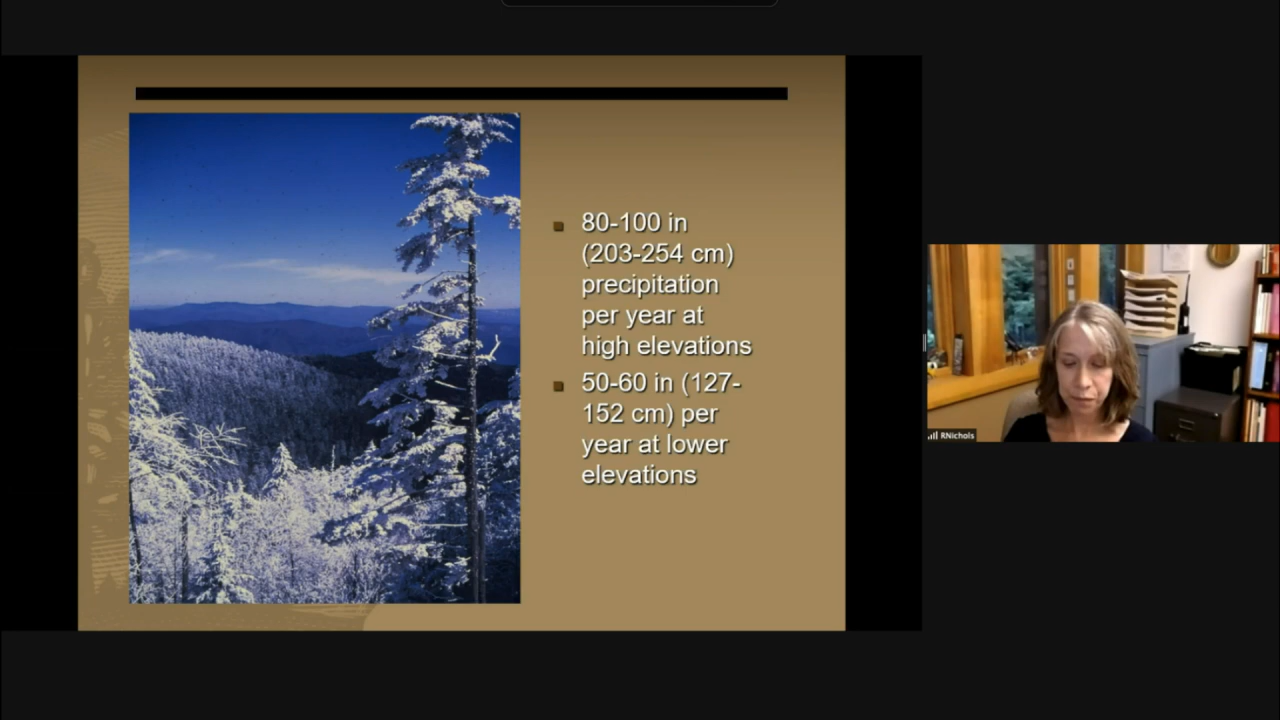 80-100 in
(203-254 cm)
precipitation
per year at
high elevations
50-60 in (127-
152 cm) per
year at lower
elevations
RNichols